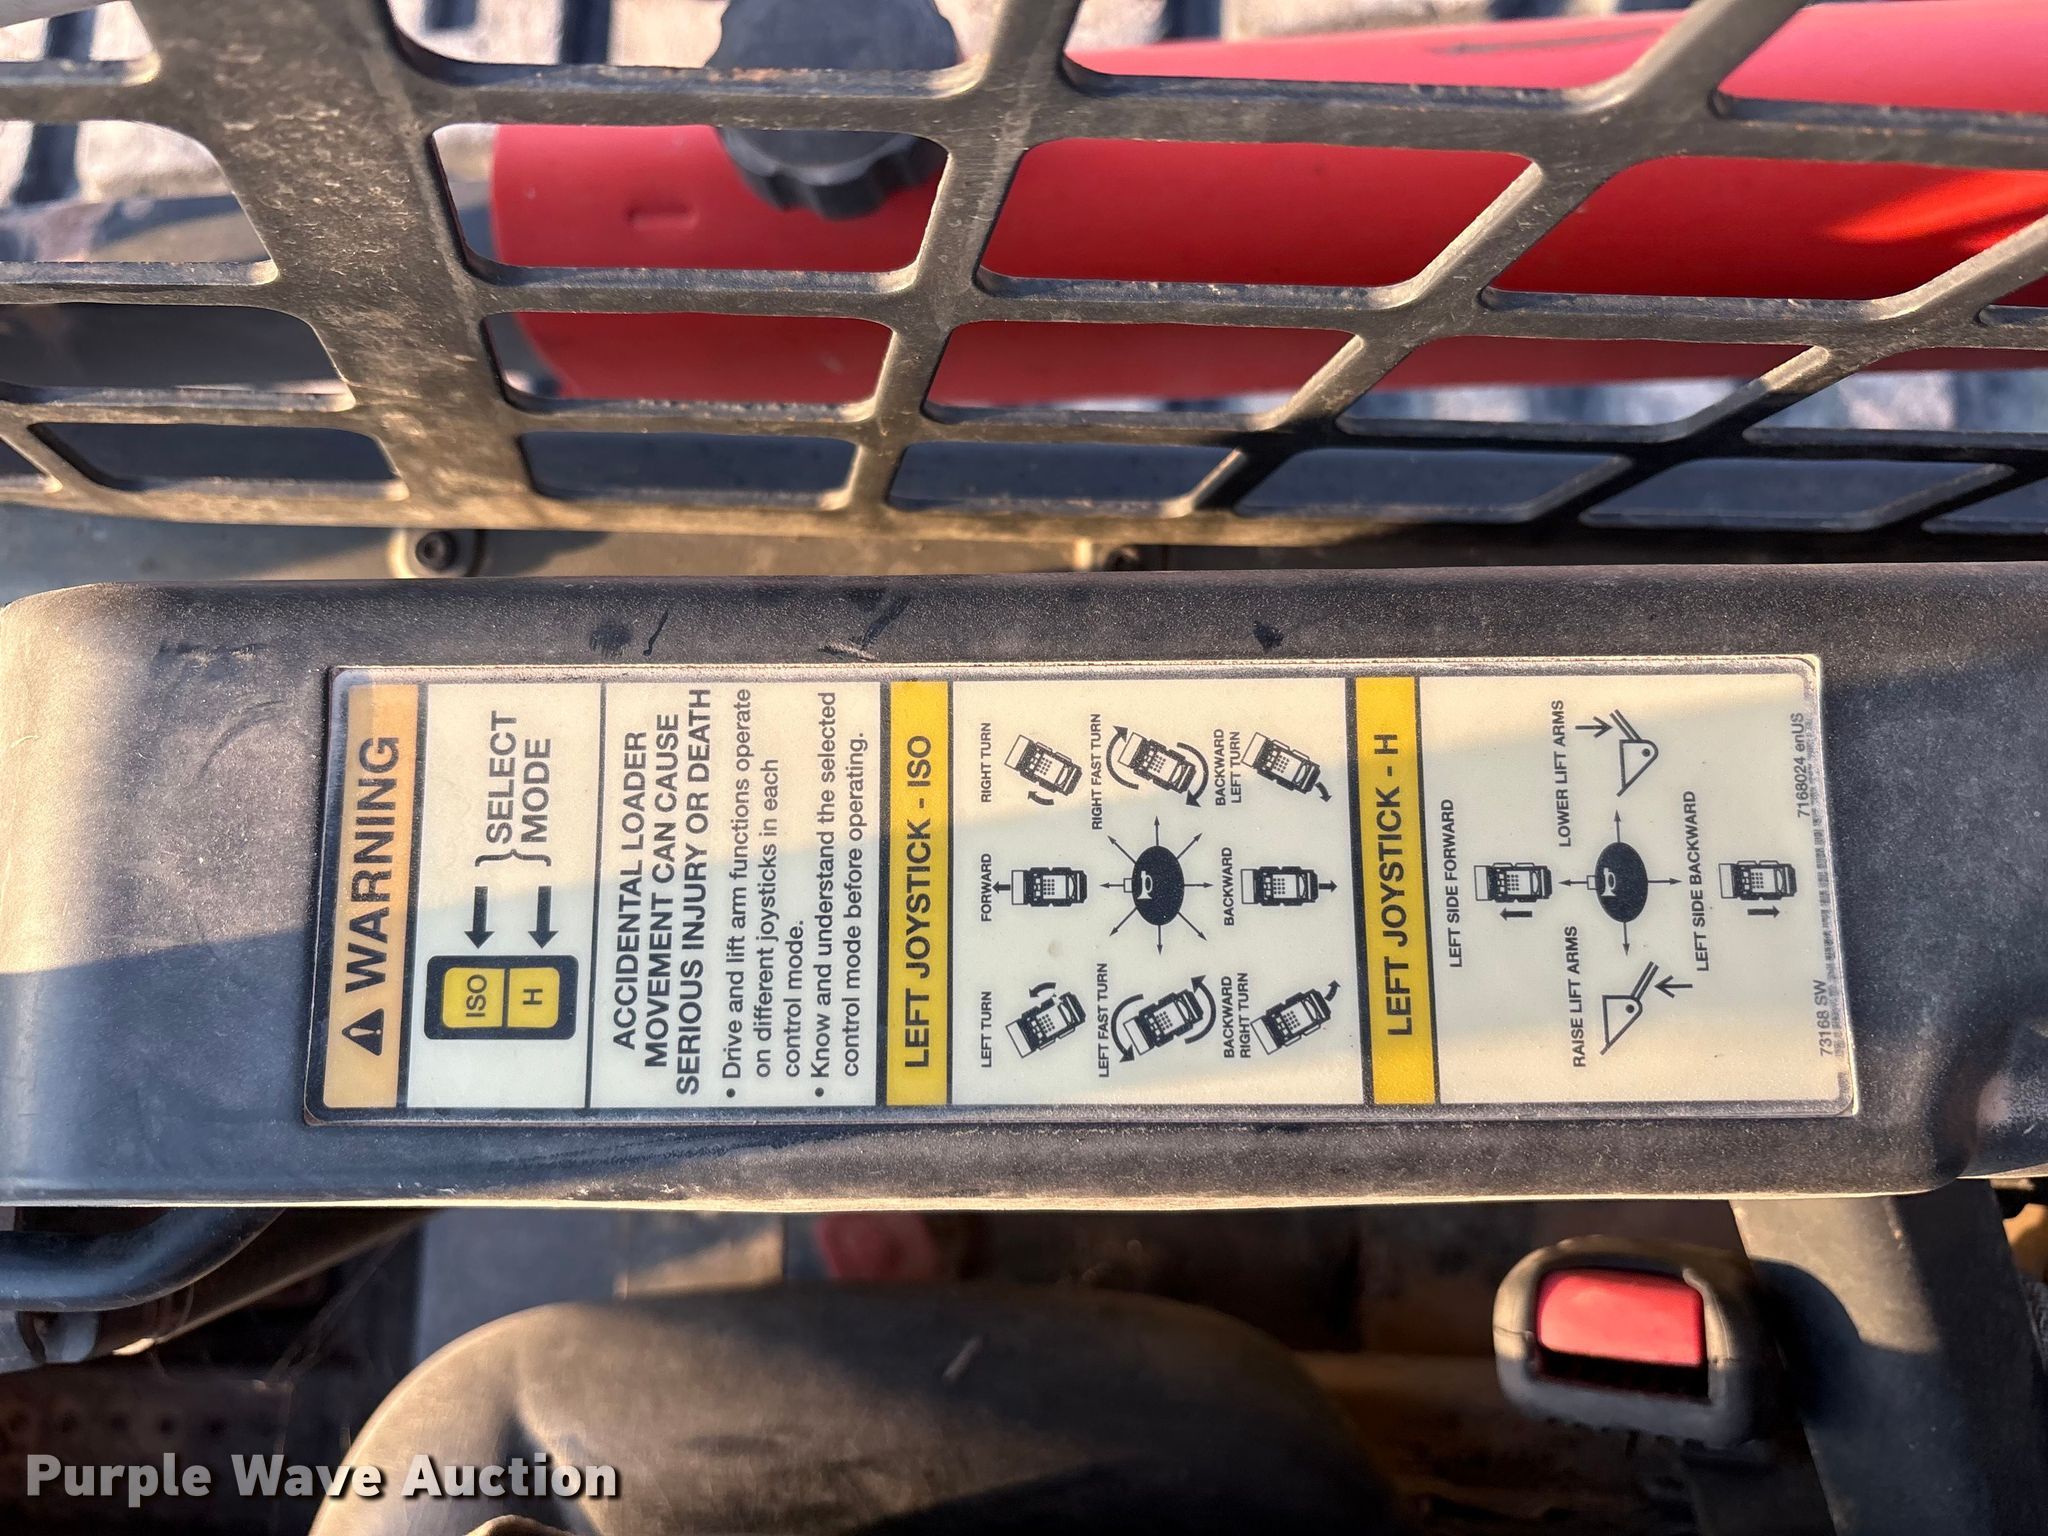 WARNING
ISO
H
SELECT
MODE
ACCIDENTAL LOADER
MOVEMENT CAN CAUSE
SERIOUS INJURY OR DEATH
• Drive and lift arm functions operate
on different joysticks in each
control mode.
• Know and understand the selected
control mode before operating.
LEFT JOYSTICK - ISO
LEFT TURN
FORWARD
RIGHT TURN
LEFT FAST TURN
RIGHT FAST TURN
BACKWARD
RIGHT TURN
BACKWARD
BACKWARD
LEFT TURN
LEFT JOYSTICK - H
LEFT SIDE FORWARD
RAISE LIFT ARMS
LOWER LIFT ARMS
LEFT SIDE BACKWARD
73168 SW
7168024 enUS
Purple Wave Auction